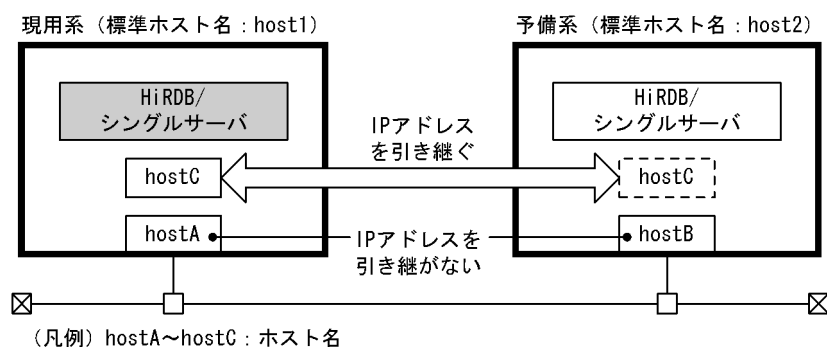 現用系（標準ホスト名：host1）
予備系（標準ホスト名：host2）
HiRDB/
シングルサーバ
HiRDB/
シングルサーバ
IPアドレス
を引き継ぐ
hostC
hostC
hostA
IPアドレスを
引き継がない
hostB
（凡例）hostA～hostC：ホスト名